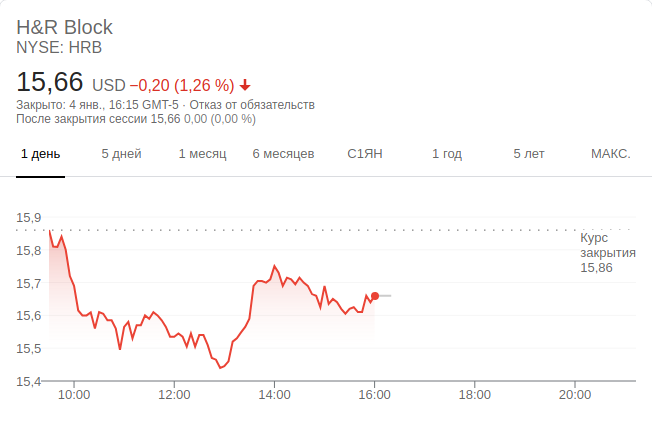 H&R Block
NYSE: HRB
15,66 USD −0,20 (1,26 %)
Закрыто: 4 янв., 16:15 GMT-5 · Отказ от обязательств
После закрытия сессии 15,66 0,00 (0,00 %)
1 день 5 дней 1 месяц 6 месяцев С1ЯН 1 год 5 лет МАКС.
15,9
Курс
закрытия
15,86
15,8
15,7
15,6
15,5
15,4
10:00 12:00 14:00 16:00 18:00 20:00